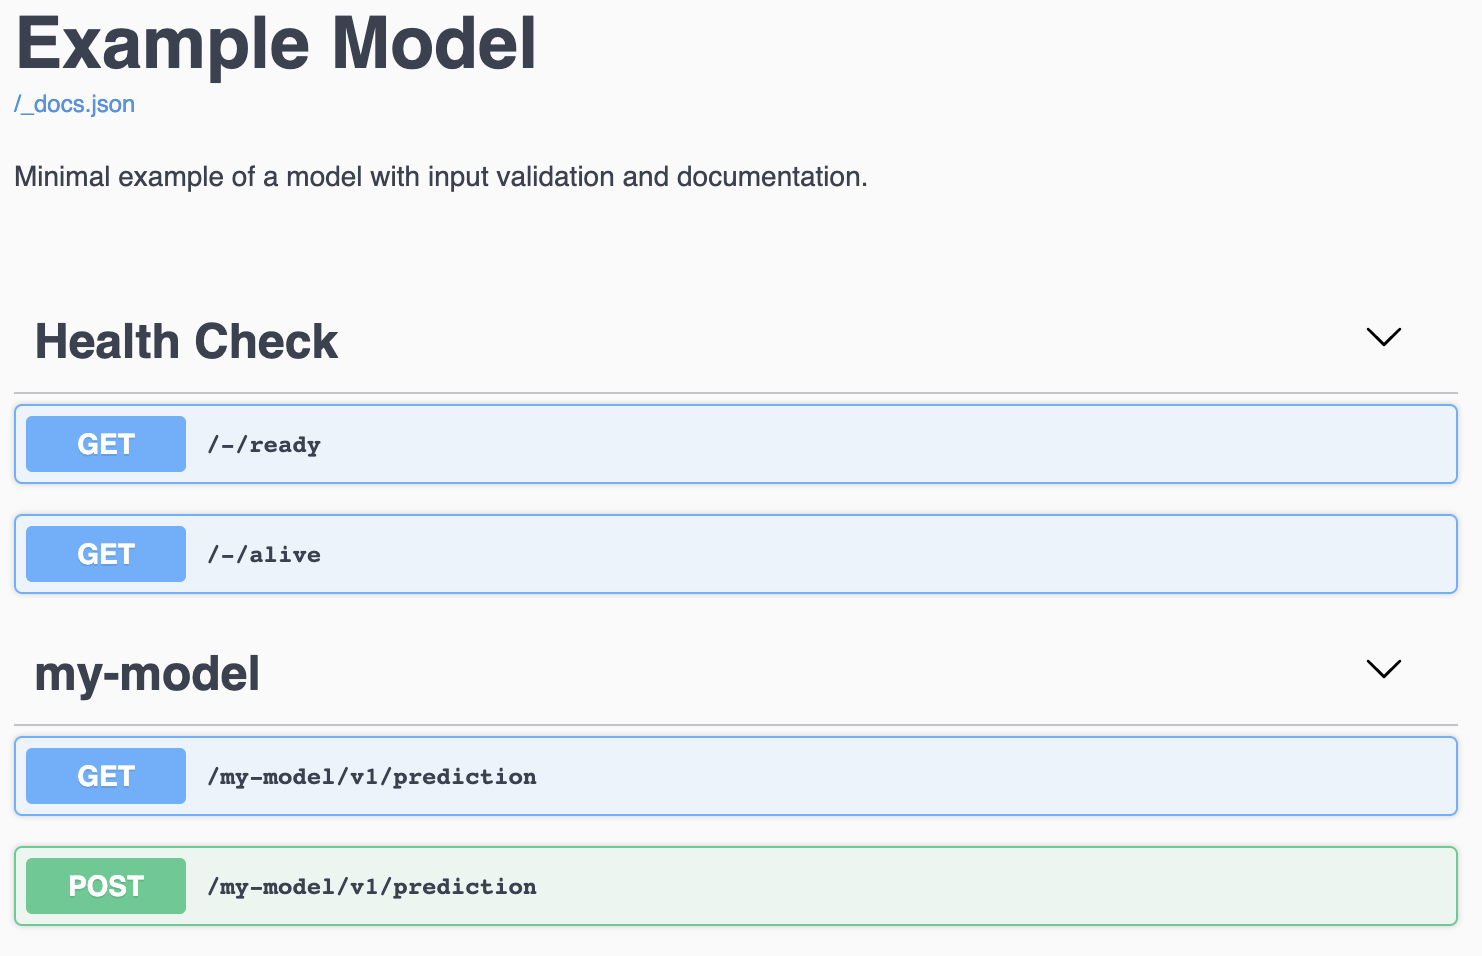 Example Model
/_docs.json
Minimal example of a model with input validation and documentation.
Health Check
GET /-/ready
GET /-/alive
my-model
GET /my-model/v1/prediction
POST /my-model/v1/prediction